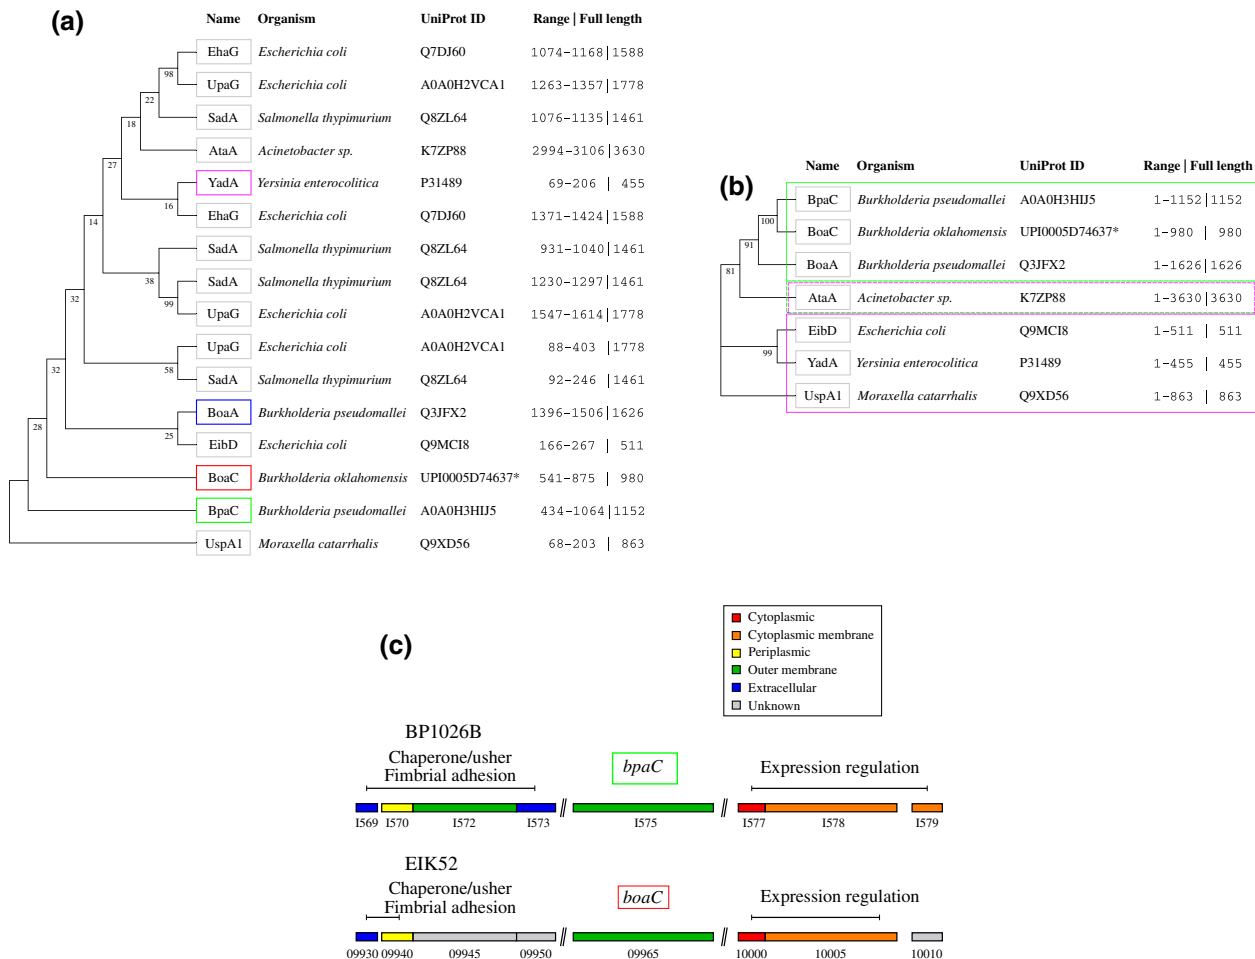 (a)
Name Organism UniProt ID Range | Full length
EhaG Escherichia coli Q7DJ60 1074–1168|1588
98
UpaG Escherichia coli A0A0H2VCA1 1263–1357|1778
22
SadA Salmonella thypimurium Q8ZL64 1076–1135|1461
18
AtaA Acinetobacter sp. K7ZP88 2994–3106|3630
27
YadA Yersinia enterocolitica P31489 69–206 | 455
16
EhaG Escherichia coli Q7DJ60 1371–1424|1588
14
SadA Salmonella thypimurium Q8ZL64 931–1040|1461
38
SadA Salmonella thypimurium Q8ZL64 1230–1297|1461
99
32
UpaG Escherichia coli A0A0H2VCA1 1547–1614|1778
UpaG Escherichia coli A0A0H2VCA1 88–403 | 1778
58
32
SadA Salmonella thypimurium Q8ZL64 92–246 | 1461
BoaA Burkholderia pseudomallei Q3JFX2 1396–1506|1626
28
25
EibD Escherichia coli Q9MCI8 166–267 | 511
BoaC Burkholderia oklahomensis UPI0005D74637* 541–875 | 980
BpaC Burkholderia pseudomallei A0A0H3HIJ5 434–1064|1152
UspA1 Moraxella catarrhalis Q9XD56 68–203 | 863
(b)
Name Organism UniProt ID Range | Full length
BpaC Burkholderia pseudomallei A0A0H3HIJ5 1–1152|1152
100
BoaC Burkholderia oklahomensis UPI0005D74637* 1–980 | 980
91
BoaA Burkholderia pseudomallei Q3JFX2 1–1626|1626
81
AtaA Acinetobacter sp. K7ZP88 1–3630|3630
EibD Escherichia coli Q9MCI8 1–511 | 511
99
YadA Yersinia enterocolitica P31489 1–455 | 455
UspA1 Moraxella catarrhalis Q9XD56 1–863 | 863
(c)
Cytoplasmic
Cytoplasmic membrane
Periplasmic
Outer membrane
Extracellular
Unknown
BP1026B
Chaperone/usher
Fimbrial adhesion
bpaC
Expression regulation
I569 I570 I572 I573 // I575 // I577 I578 I579
EIK52
Chaperone/usher
Fimbrial adhesion
boaC
Expression regulation
09930 09940 09945 09950 // 09965 // 10000 10005 10010